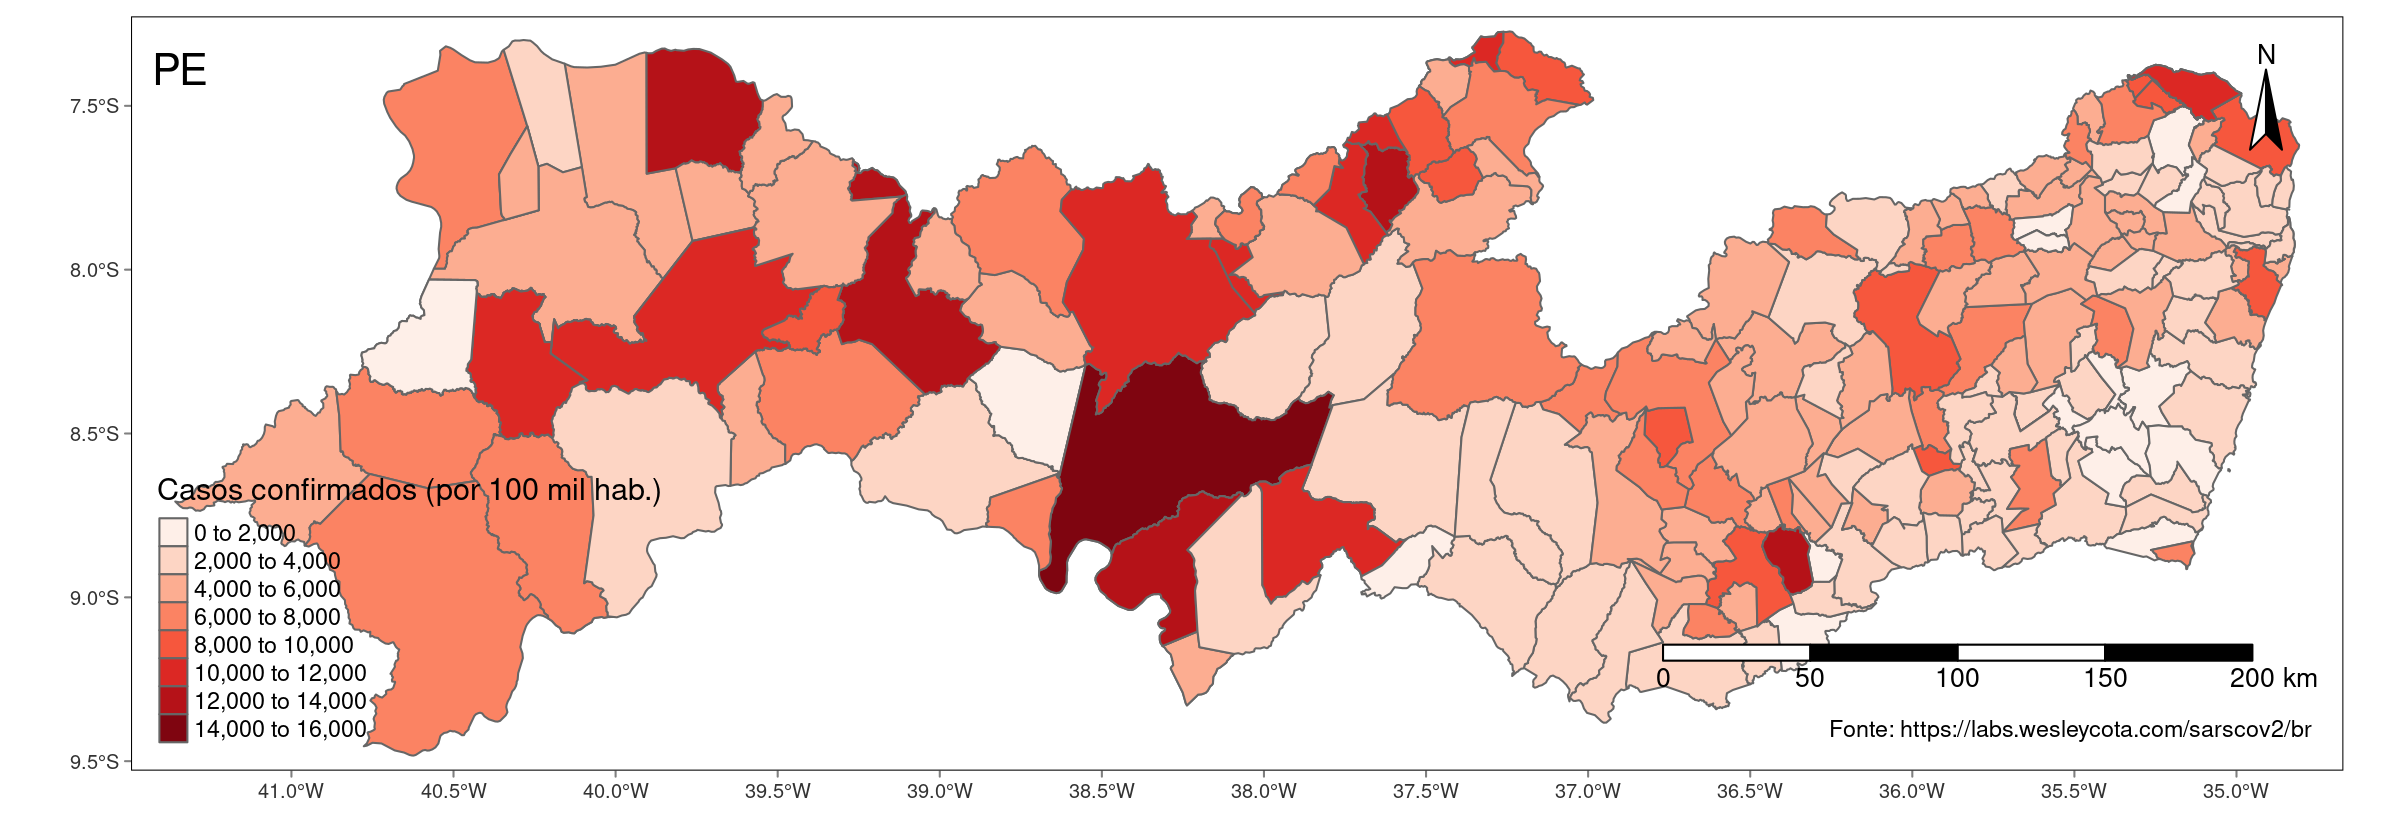 PE
N
7.5°S
8.0°S
8.5°S
9.0°S
9.5°S
Casos confirmados (por 100 mil hab.)
0 to 2,000
2,000 to 4,000
4,000 to 6,000
6,000 to 8,000
8,000 to 10,000
10,000 to 12,000
12,000 to 14,000
14,000 to 16,000
0 50 100 150 200 km
Fonte: https://labs.wesleycota.com/sarscov2/br
41.0°W 40.5°W 40.0°W 39.5°W 39.0°W 38.5°W 38.0°W 37.5°W 37.0°W 36.5°W 36.0°W 35.5°W 35.0°W